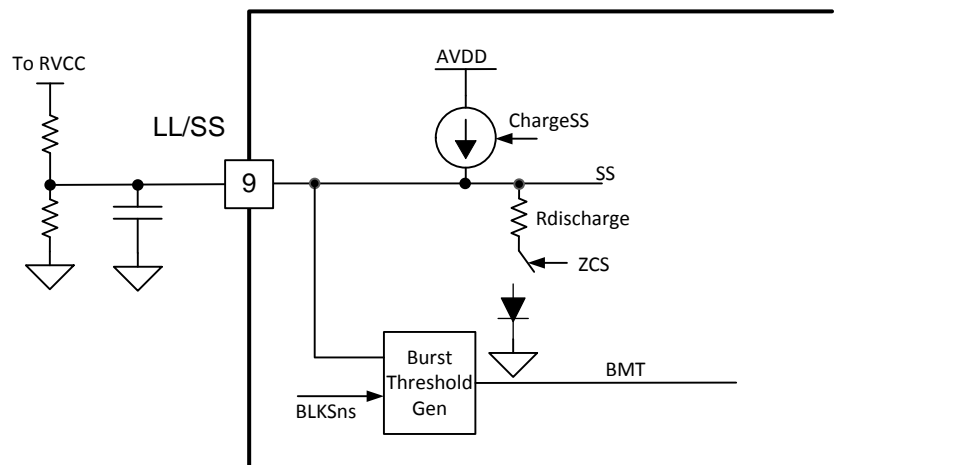 To RVCC
AVDD
LL/SS
ChargeSS
9
SS
Rdischarge
ZCS
Burst
Threshold
Gen
BMT
BLKSns